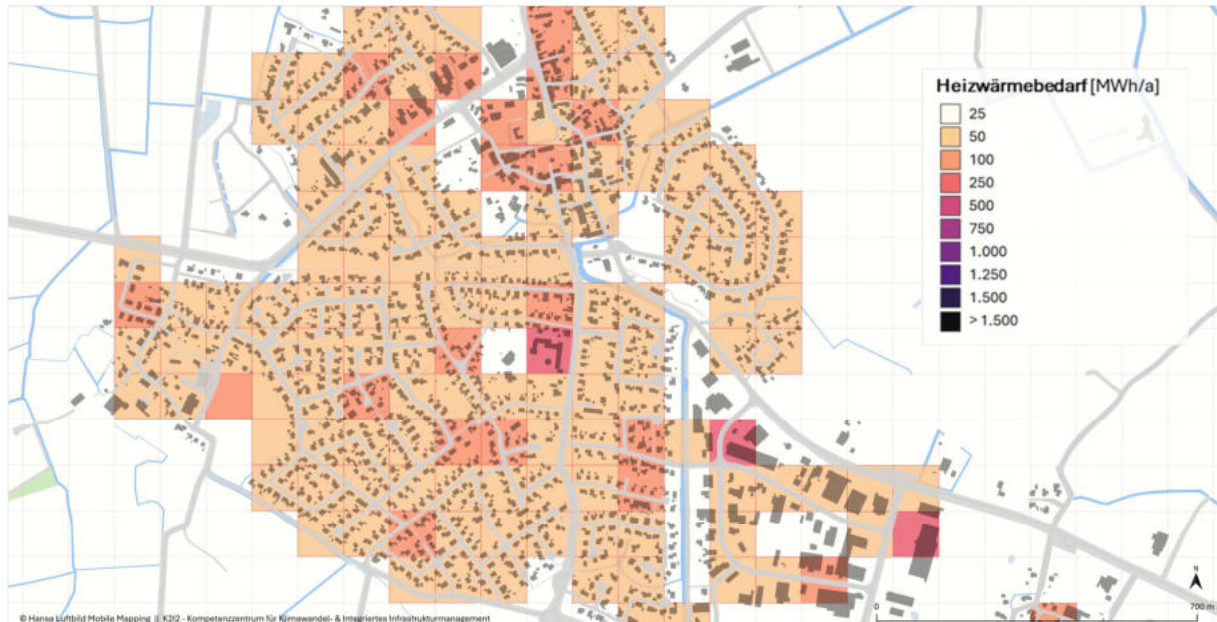 Heizwärmebedarf [MWh/a]
25
50
100
250
500
750
1.000
1.250
1.500
> 1.500
N
0 700 m
© Hansa Luftbild Mobile Mapping || K2I2 - Kompetenzzentrum für Klimawandel- & Integriertes Infrastrukturmanagement